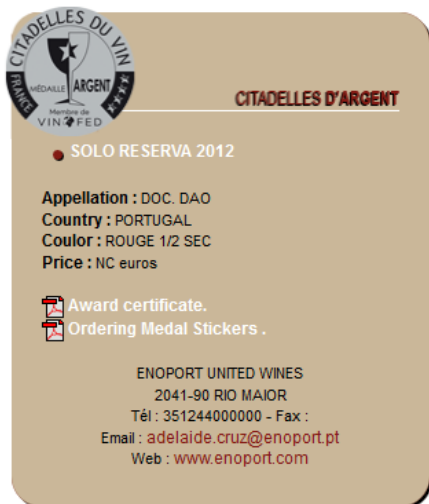 CITADELLES DU VIN
FRANCE
MÉDAILLE ARGENT
Membre de
VINOFED
CITADELLES D'ARGENT
SOLO RESERVA 2012
Appellation : DOC. DAO
Country : PORTUGAL
Coulor : ROUGE 1/2 SEC
Price : NC euros
Award certificate.
Ordering Medal Stickers .
ENOPORT UNITED WINES
2041-90 RIO MAIOR
Tél : 351244000000 - Fax :
Email : adelaide.cruz@enoport.pt
Web : www.enoport.com